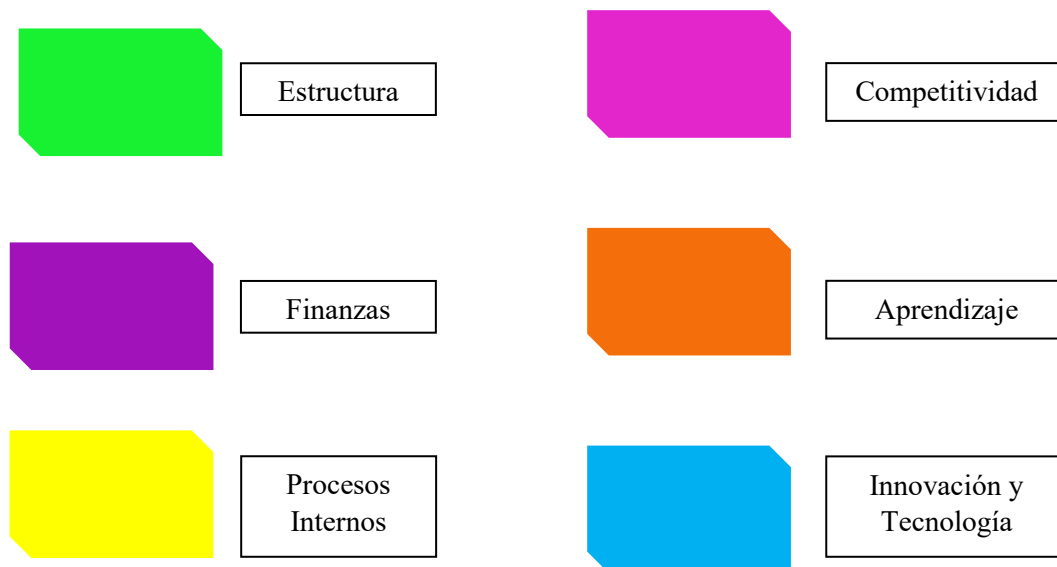 Estructura
Competitividad
Finanzas
Aprendizaje
Procesos
Internos
Innovación y
Tecnología